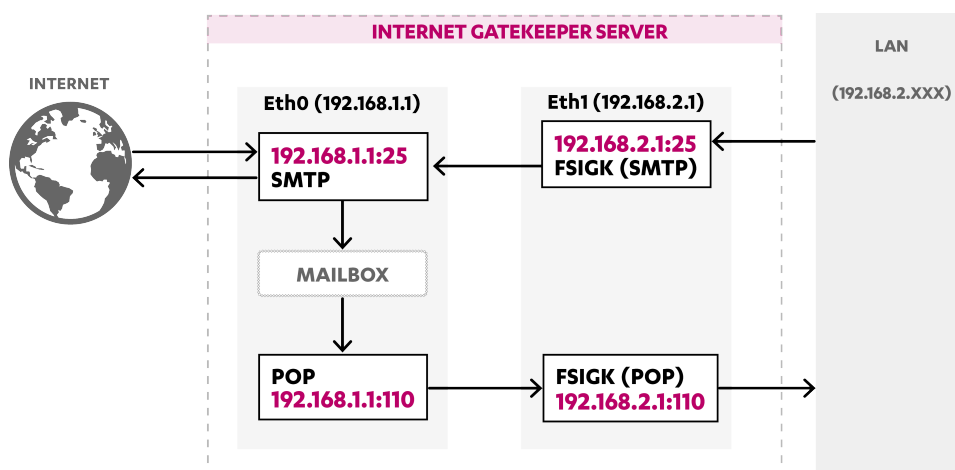 INTERNET GATEKEEPER SERVER
LAN
(192.168.2.XXX)
INTERNET
Eth0 (192.168.1.1)
Eth1 (192.168.2.1)
192.168.1.1:25
SMTP
192.168.2.1:25
FSIGK (SMTP)
MAILBOX
POP
192.168.1.1:110
FSIGK (POP)
192.168.2.1:110